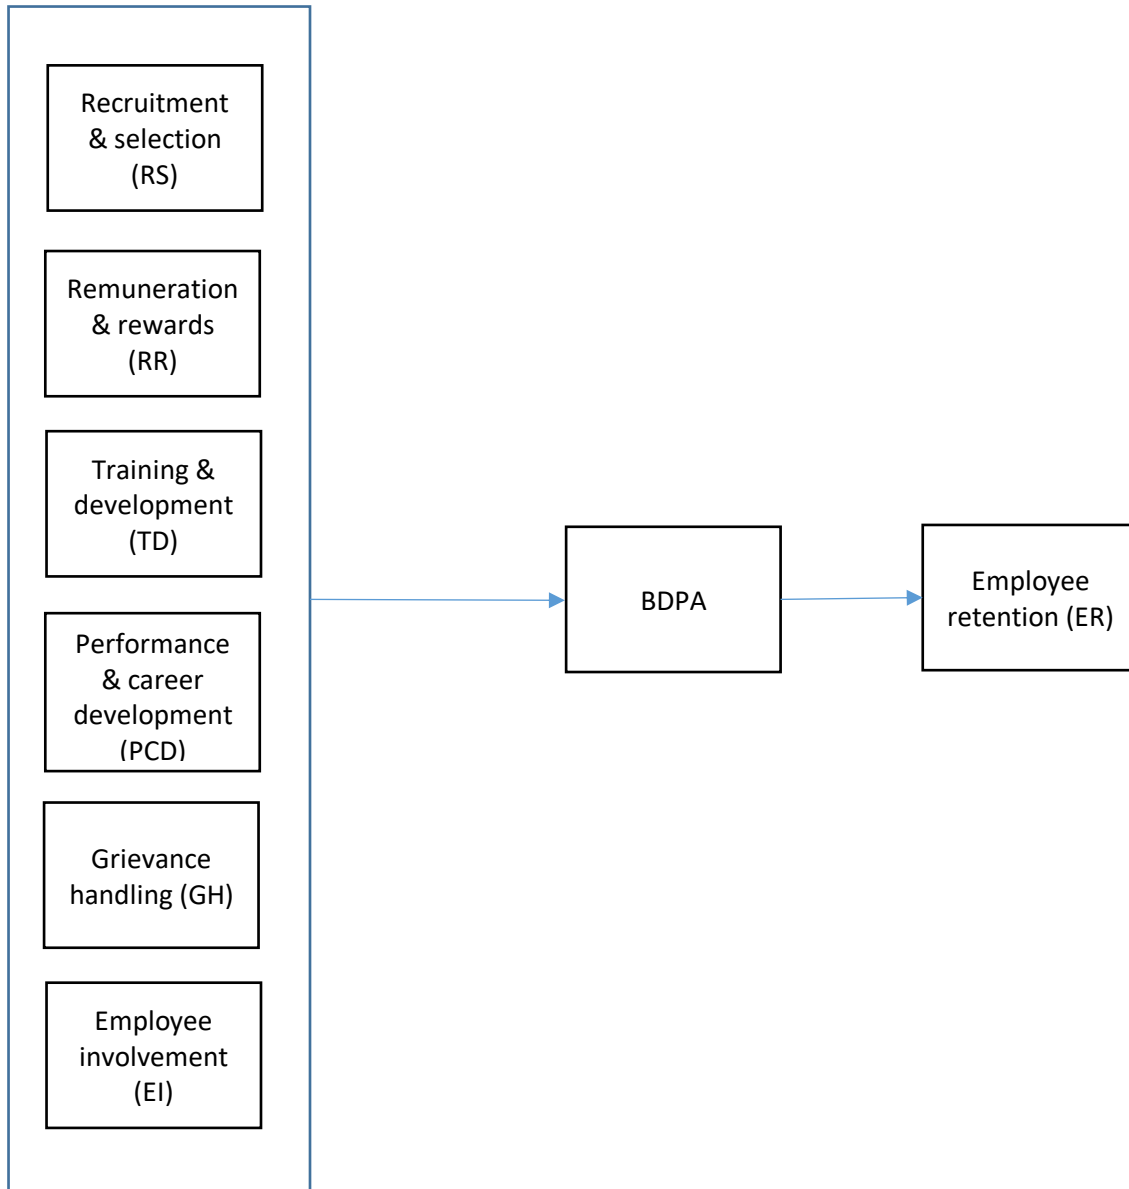 Recruitment
& selection
(RS)
Remuneration
& rewards
(RR)
Training &
development
(TD)
Performance
& career
development
(PCD)
Grievance
handling (GH)
Employee
involvement
(EI)
BDPA
Employee
retention (ER)